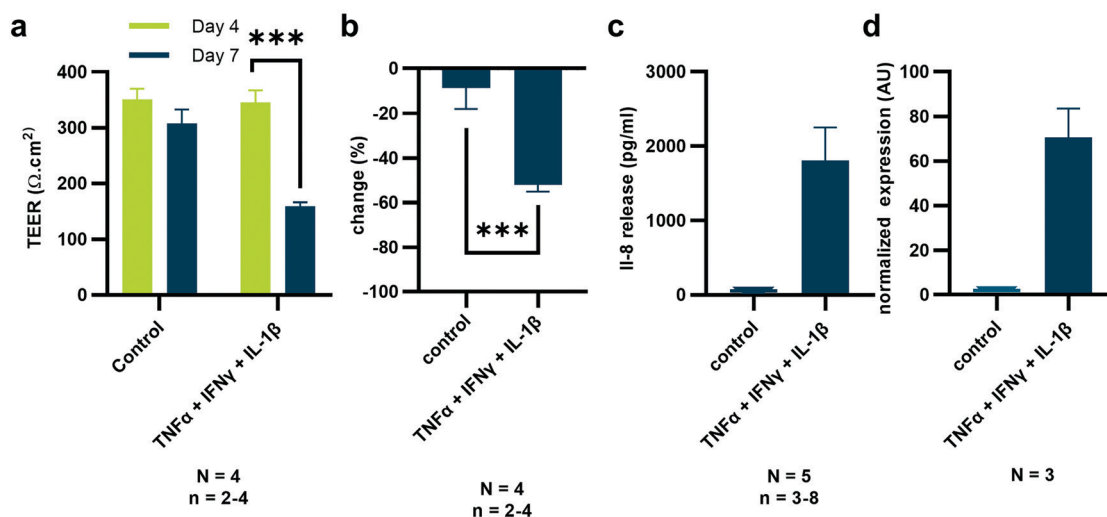 a
Day 4
Day 7
***
TEER (Ω.cm²)
400
300
200
100
0
Control
TNFα + IFNγ + IL-1β
N = 4
n = 2-4
b
change (%)
0
-20
-40
-60
-80
-100
***
control
TNFα + IFNγ + IL-1β
N = 4
n = 2-4
c
Il-8 release (pg/ml)
3000
2000
1000
0
control
TNFα + IFNγ + IL-1β
N = 5
n = 3-8
d
normalized expression (AU)
100
80
60
40
20
0
control
TNFα + IFNγ + IL-1β
N = 3